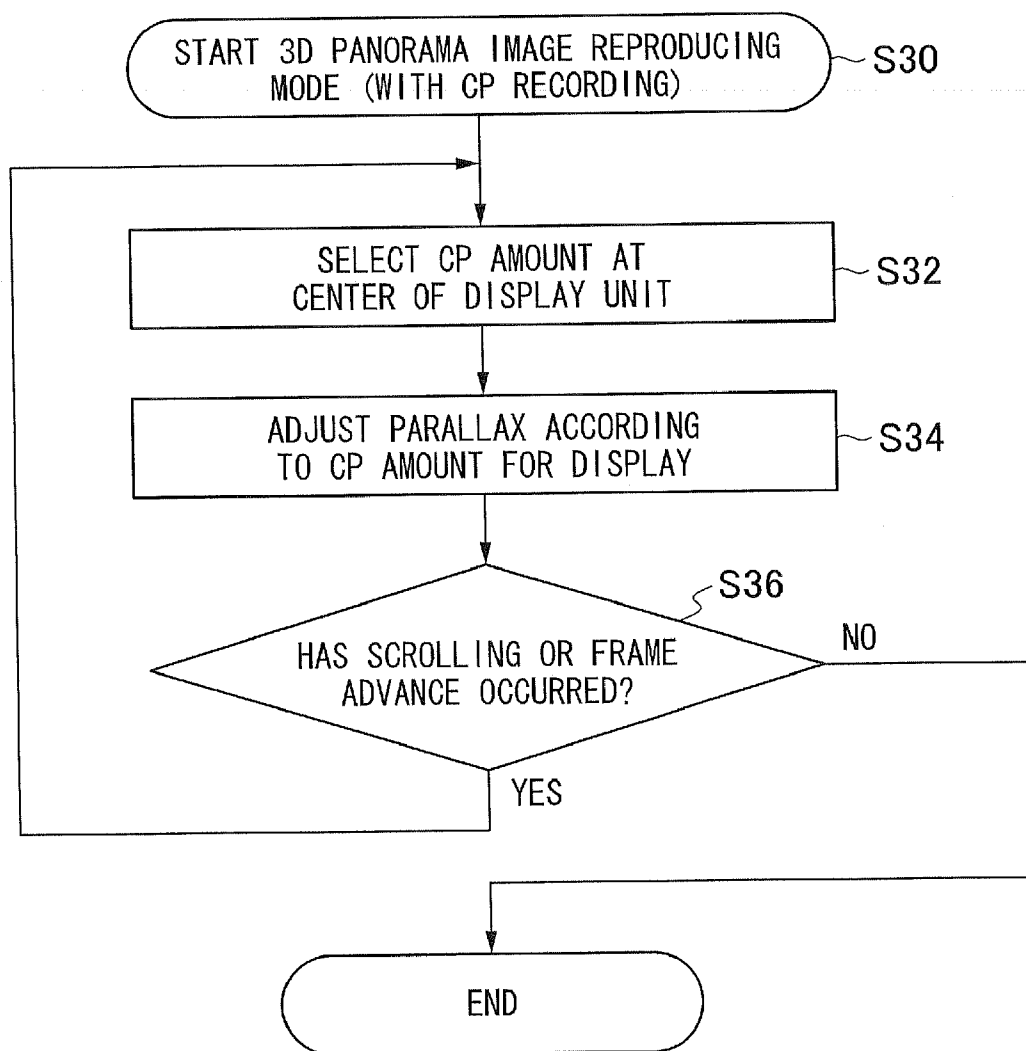 START 3D PANORAMA IMAGE REPRODUCING
MODE (WITH CP RECORDING)
S30
SELECT CP AMOUNT AT
CENTER OF DISPLAY UNIT
S32
ADJUST PARALLAX ACCORDING
TO CP AMOUNT FOR DISPLAY
S34
S36
HAS SCROLLING OR FRAME
ADVANCE OCCURRED?
NO
YES
END